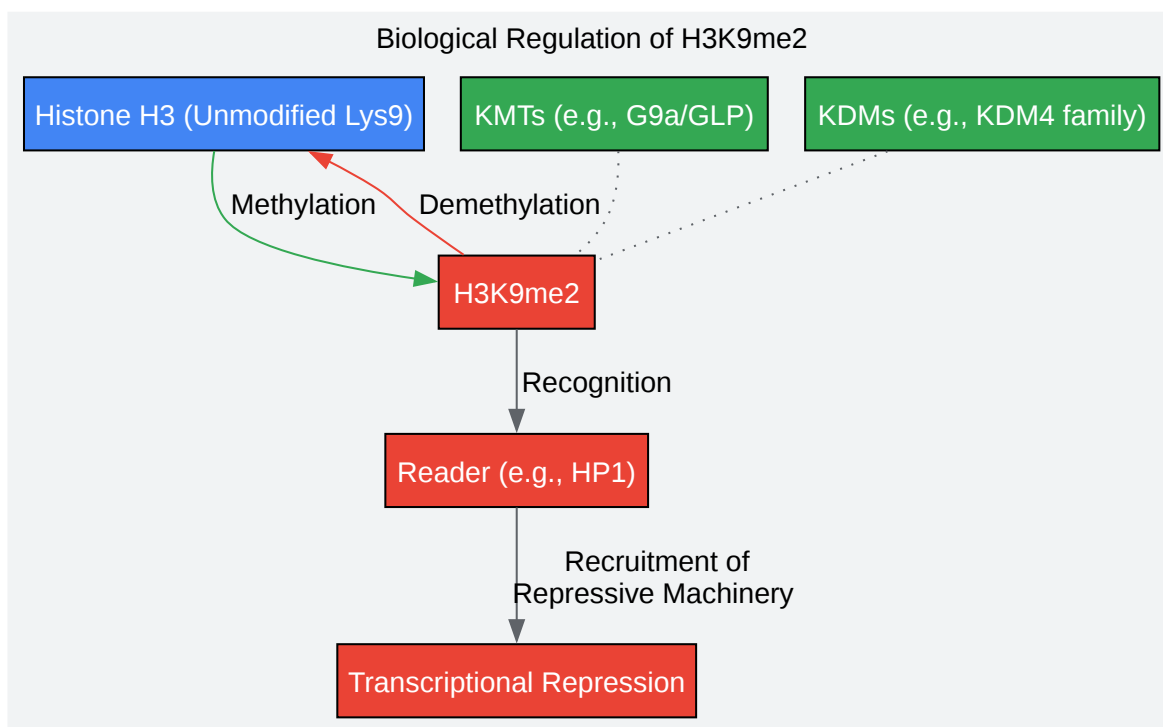 Biological Regulation of H3K9me2
Histone H3 (Unmodified Lys9)
KMTs (e.g., G9a/GLP)
KDMs (e.g., KDM4 family)
Methylation
Demethylation
H3K9me2
Recognition
Reader (e.g., HP1)
Recruitment of
Repressive Machinery
Transcriptional Repression